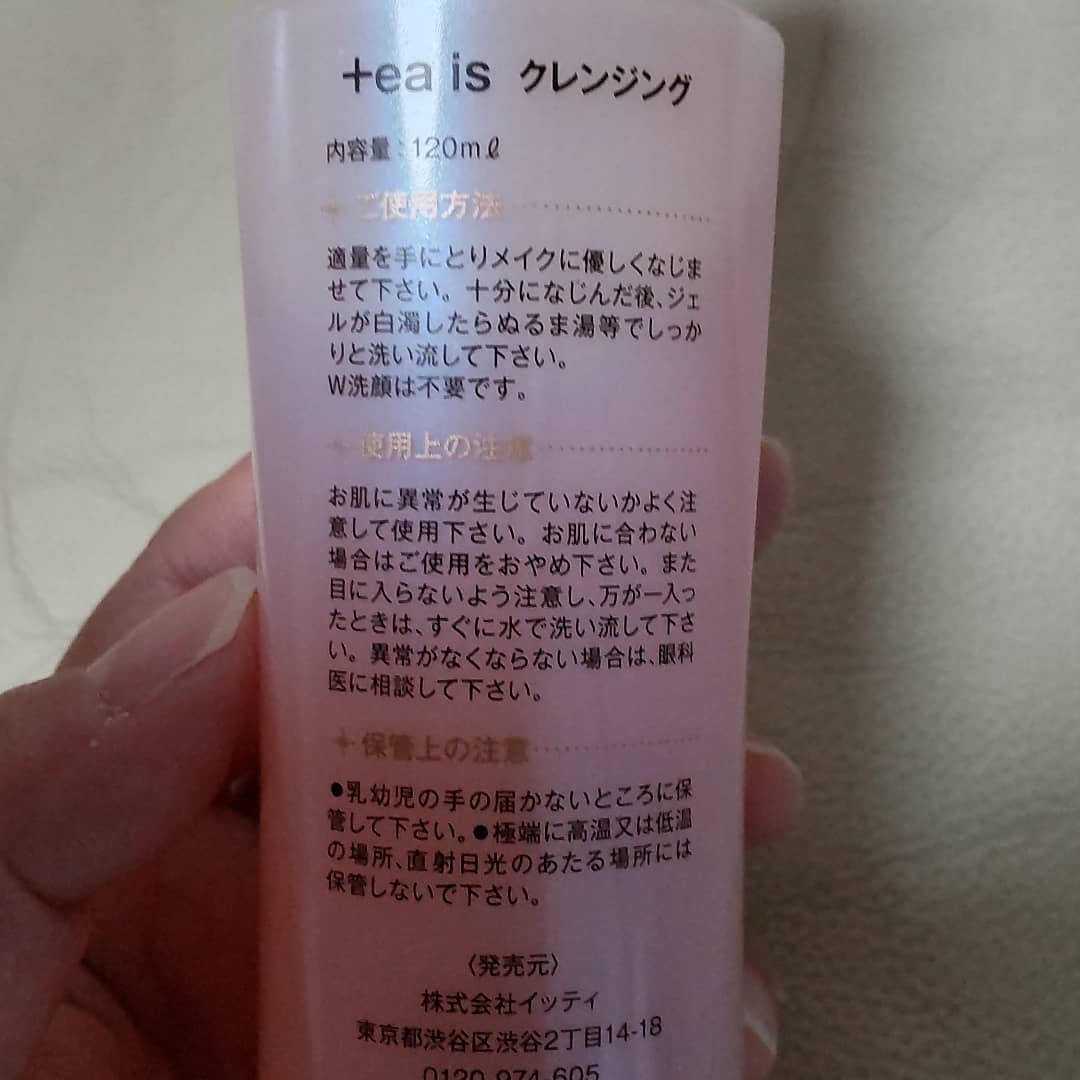 +ea is クレンジング
内容量:120mℓ
ご使用方法
適量を手にとりメイクに優しくなじま
せて下さい。十分になじんだ後、ジェ
ルが白濁したらぬるま湯等でしっか
りと洗い流して下さい。
W洗顔は不要です。
使用上の注意
お肌に異常が生じていないかよく注
意して使用下さい。お肌に合わない
場合はご使用をおやめ下さい。また
目に入らないよう注意し、万が一入っ
たときは、すぐに水で洗い流して下さ
い。異常がなくならない場合は、眼科
医に相談して下さい。
保管上の注意
●乳幼児の手の届かないところに保
管して下さい。●極端に高温又は低温
の場所、直射日光のあたる場所には
保管しないで下さい。
〈発売元〉
株式会社イッティ
東京都渋谷区渋谷2丁目14-18
0120-974-605